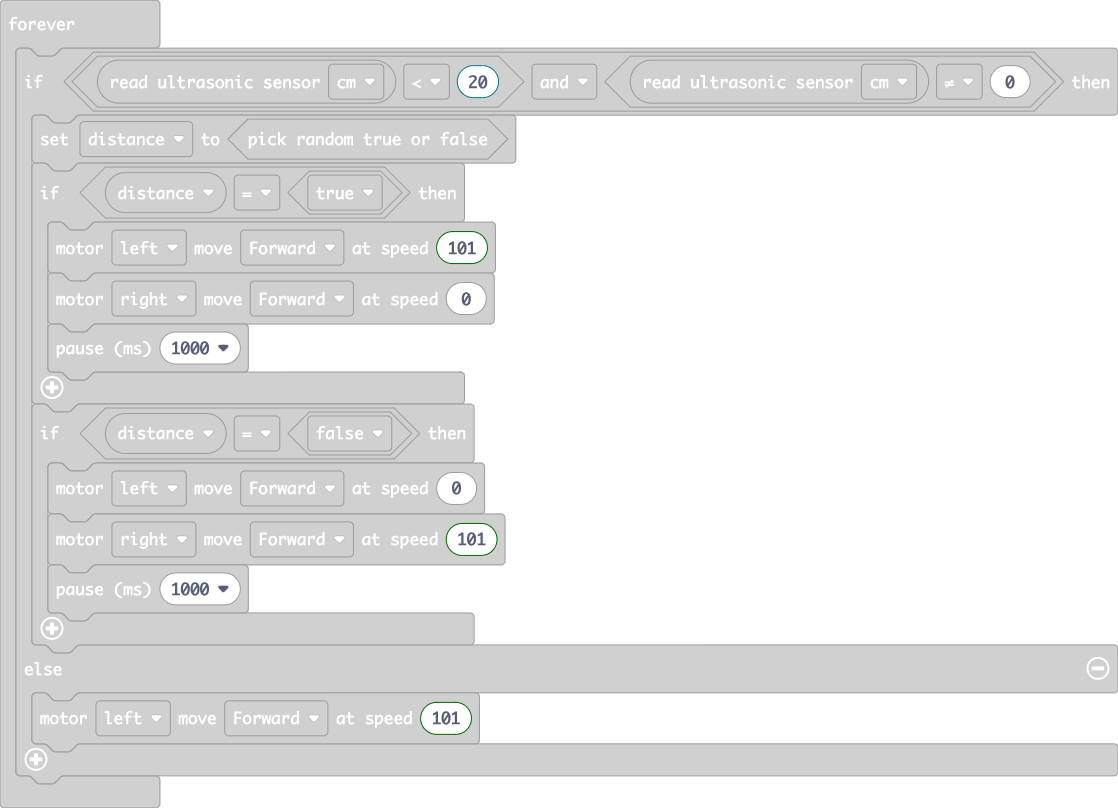 forever
if read ultrasonic sensor cm < 20 and read ultrasonic sensor cm ≠ 0 then
set distance to pick random true or false
if distance = true then
motor left move Forward at speed 101
motor right move Forward at speed 0
pause (ms) 1000
if distance = false then
motor left move Forward at speed 0
motor right move Forward at speed 101
pause (ms) 1000
else
motor left move Forward at speed 101